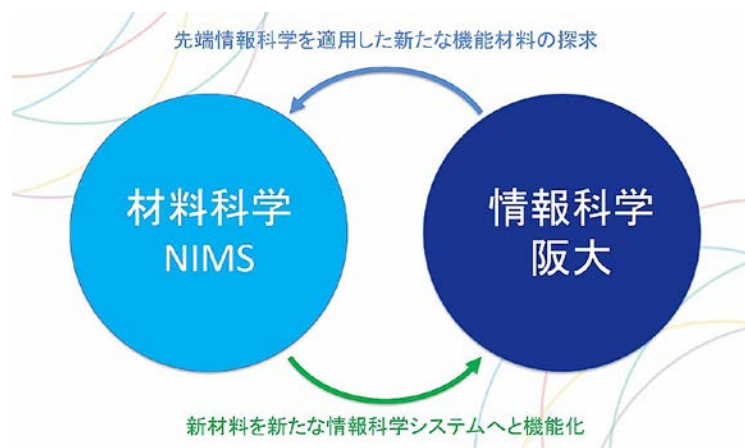 先端情報科学を適用した新たな機能材料の探求
材料科学
NIMS
情報科学
阪大
新材料を新たな情報科学システムへと機能化